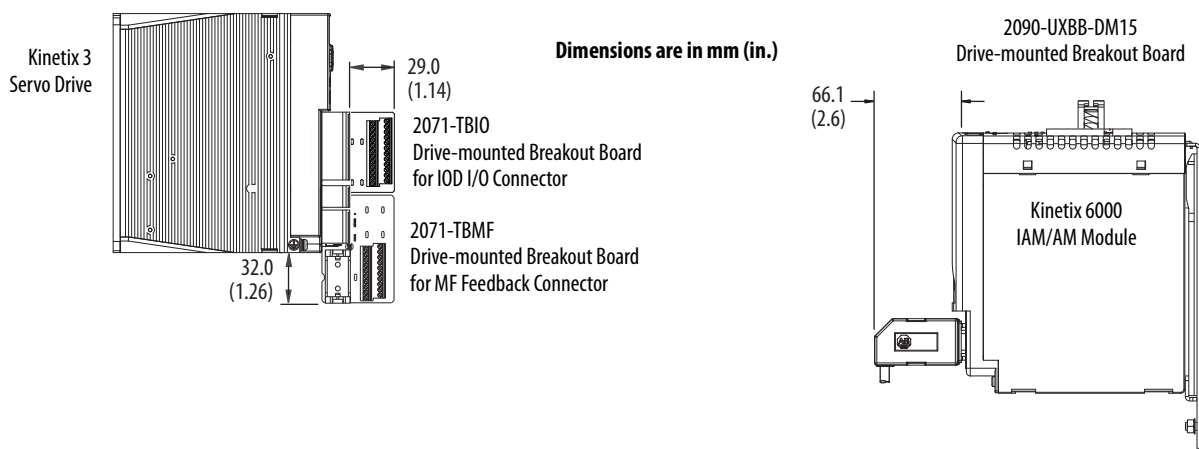 Kinetix 3
Servo Drive
29.0
(1.14)
2071-TBIO
Drive-mounted Breakout Board
for IOD I/O Connector
2071-TBMF
Drive-mounted Breakout Board
for MF Feedback Connector
32.0
(1.26)
Dimensions are in mm (in.)
2090-UXBB-DM15
Drive-mounted Breakout Board
66.1
(2.6)
Kinetix 6000
IAM/AM Module
AB